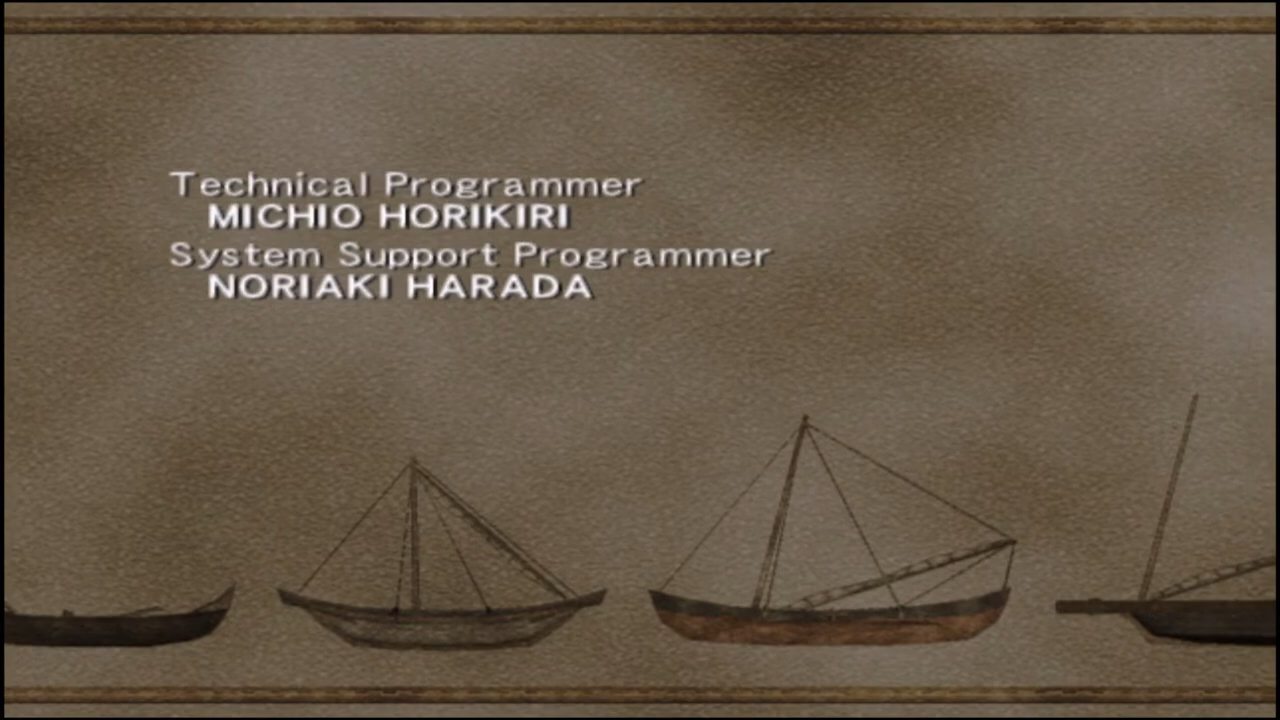 Technical Programmer
MICHIO HORIKIRI
System Support Programmer
NORIAKI HARADA